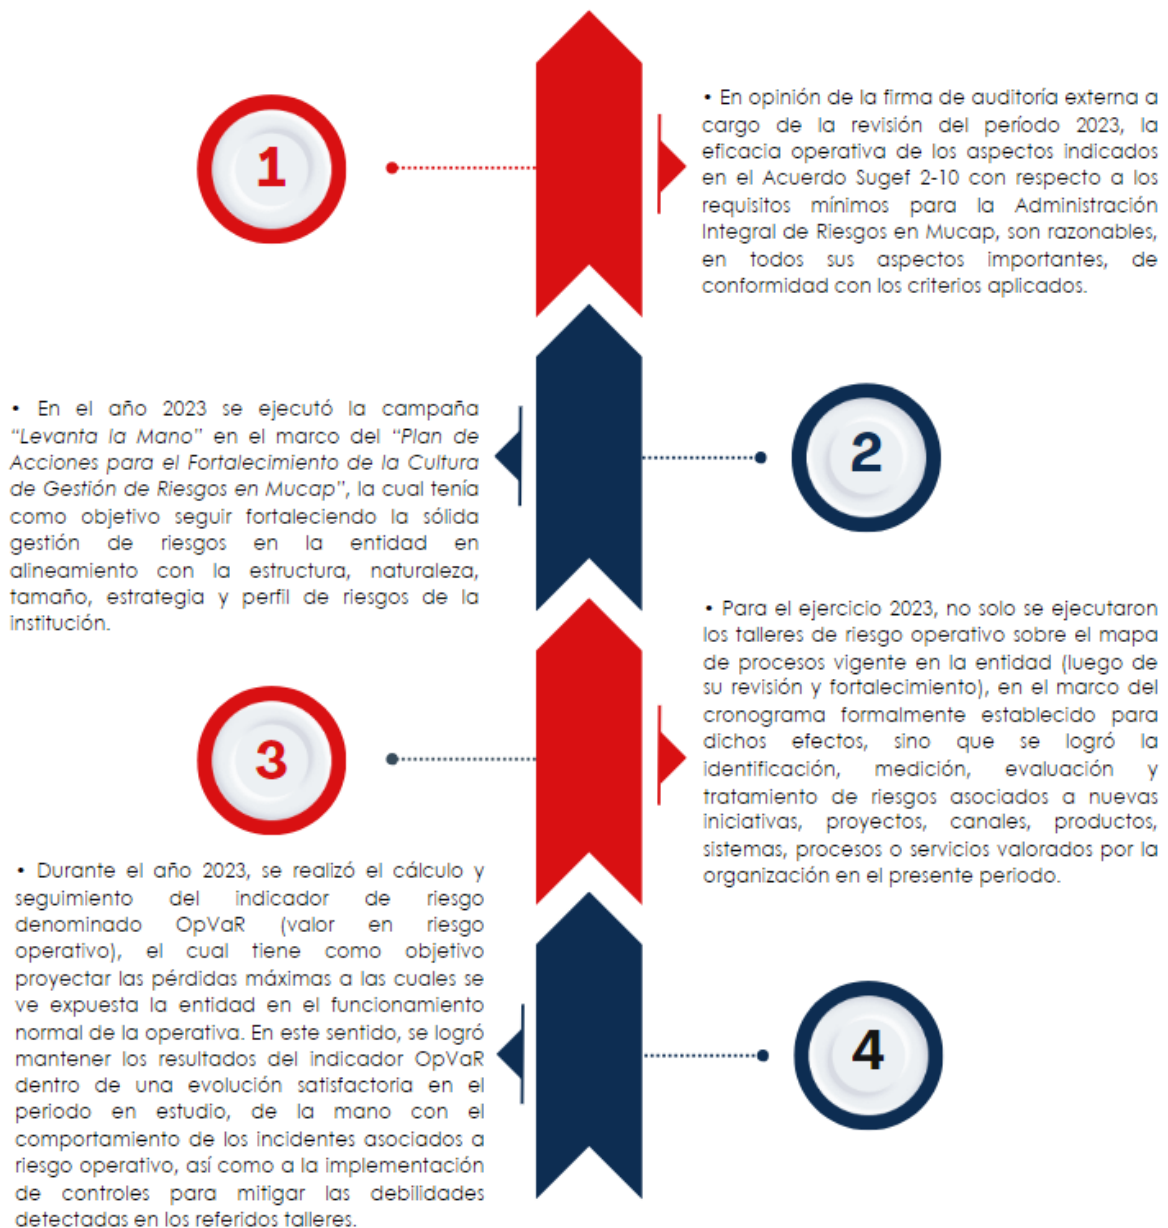 1
• En opinión de la firma de auditoría externa a
cargo de la revisión del período 2023, la
eficacia operativa de los aspectos indicados
en el Acuerdo Sugef 2-10 con respecto a los
requisitos mínimos para la Administración
Integral de Riesgos en Mucap, son razonables,
en todos sus aspectos importantes, de
conformidad con los criterios aplicados.
2
• En el año 2023 se ejecutó la campaña
“Levanta la Mano” en el marco del “Plan de
Acciones para el Fortalecimiento de la Cultura
de Gestión de Riesgos en Mucap”, la cual tenía
como objetivo seguir fortaleciendo la sólida
gestión de riesgos en la entidad en
alineamiento con la estructura, naturaleza,
tamaño, estrategia y perfil de riesgos de la
institución.
3
• Para el ejercicio 2023, no solo se ejecutaron
los talleres de riesgo operativo sobre el mapa
de procesos vigente en la entidad (luego de
su revisión y fortalecimiento), en el marco del
cronograma formalmente establecido para
dichos efectos, sino que se logró la
identificación, medición, evaluación y
tratamiento de riesgos asociados a nuevas
iniciativas, proyectos, canales, productos,
sistemas, procesos o servicios valorados por la
organización en el presente periodo.
4
• Durante el año 2023, se realizó el cálculo y
seguimiento del indicador de riesgo
denominado OpVaR (valor en riesgo
operativo), el cual tiene como objetivo
proyectar las pérdidas máximas a las cuales se
ve expuesta la entidad en el funcionamiento
normal de la operativa. En este sentido, se logró
mantener los resultados del indicador OpVaR
dentro de una evolución satisfactoria en el
periodo en estudio, de la mano con el
comportamiento de los incidentes asociados a
riesgo operativo, así como a la implementación
de controles para mitigar las debilidades
detectadas en los referidos talleres.